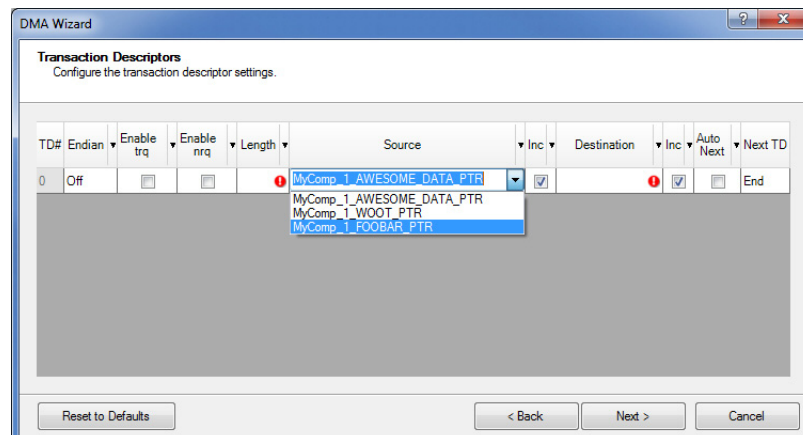 DMA Wizard
Transaction Descriptors
Configure the transaction descriptor settings.
TD# Endian Enable trq Enable nrq Length Source Inc Destination Inc Auto Next Next TD
0 Off MyComp_1_AWESOME_DATA_PTR End
MyComp_1_AWESOME_DATA_PTR
MyComp_1_WOOT_PTR
MyComp_1_FOOBAR_PTR
Reset to Defaults < Back Next > Cancel